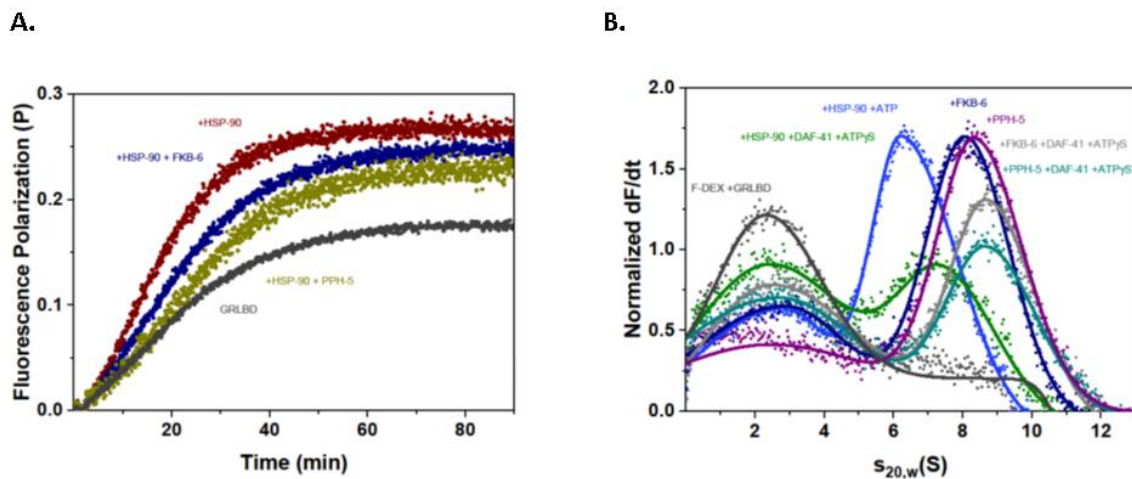 A.
Fluorescence Polarization (P)
0.3
0.2
0.1
0.0
+HSP-90
+HSP-90 + FKB-6
+HSP-90 + PPH-5
GRLBD
20
40
60
80
Time (min)
B.
Normalized dF/dt
2.0
1.5
1.0
0.5
0.0
+HSP-90 +ATP
+FKB-6
+PPH-5
+HSP-90 +DAF-41 +ATPγS
+FKB-6 +DAF-41 +ATPγS
+PPH-5 +DAF-41 +ATPγS
F-DEX +GRLBD
2
4
6
8
10
12
s20,w(S)